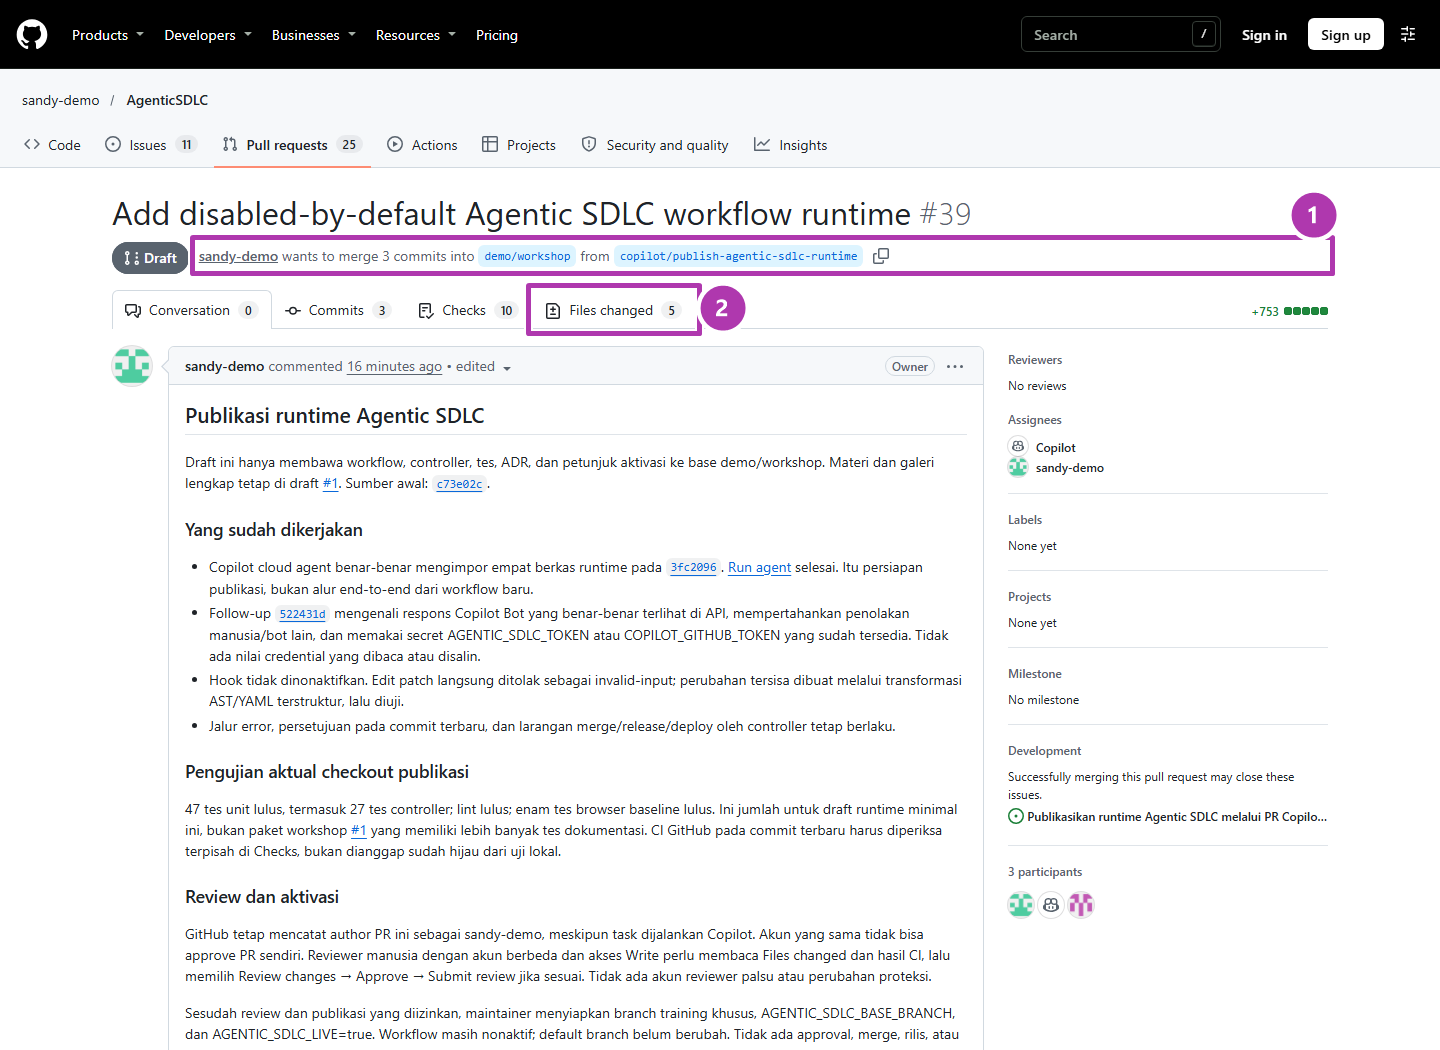 Products Developers Businesses Resources Pricing Search / Sign in Sign up
sandy-demo / AgenticSDLC
Code Issues 11 Pull requests 25 Actions Projects Security and quality Insights
Add disabled-by-default Agentic SDLC workflow runtime #39
1
Draft sandy-demo wants to merge 3 commits into demo/workshop from copilot/publish-agentic-sdlc-runtime
Conversation 0 Commits 3 Checks 10 Files changed 5 2 +753
sandy-demo commented 16 minutes ago • edited Owner
Publikasi runtime Agentic SDLC
Draft ini hanya membawa workflow, controller, tes, ADR, dan petunjuk aktivasi ke base demo/workshop. Materi dan galeri
lengkap tetap di draft #1. Sumber awal: c73e02c.
Yang sudah dikerjakan
• Copilot cloud agent benar-benar mengimpor empat berkas runtime pada 3fc2096. Run agent selesai. Itu persiapan
publikasi, bukan alur end-to-end dari workflow baru.
• Follow-up 522431d mengenali respons Copilot Bot yang benar-benar terlihat di API, mempertahankan penolakan
manusia/bot lain, dan memakai secret AGENTIC_SDLC_TOKEN atau COPILOT_GITHUB_TOKEN yang sudah tersedia. Tidak
ada nilai credential yang dibaca atau disalin.
• Hook tidak dinonaktifkan. Edit patch langsung ditolak sebagai invalid-input; perubahan tersisa dibuat melalui transformasi
AST/YAML terstruktur, lalu diuji.
• Jalur error, persetujuan pada commit terbaru, dan larangan merge/release/deploy oleh controller tetap berlaku.
Pengujian aktual checkout publikasi
47 tes unit lulus, termasuk 27 tes controller; lint lulus; enam tes browser baseline lulus. Ini jumlah untuk draft runtime minimal
ini, bukan paket workshop #1 yang memiliki lebih banyak tes dokumentasi. CI GitHub pada commit terbaru harus diperiksa
terpisah di Checks, bukan dianggap sudah hijau dari uji lokal.
Review dan aktivasi
GitHub tetap mencatat author PR ini sebagai sandy-demo, meskipun task dijalankan Copilot. Akun yang sama tidak bisa
approve PR sendiri. Reviewer manusia dengan akun berbeda dan akses Write perlu membaca Files changed dan hasil CI, lalu
memilih Review changes → Approve → Submit review jika sesuai. Tidak ada akun reviewer palsu atau perubahan proteksi.
Sesudah review dan publikasi yang diizinkan, maintainer menyiapkan branch training khusus, AGENTIC_SDLC_BASE_BRANCH,
dan AGENTIC_SDLC_LIVE=true. Workflow masih nonaktif; default branch belum berubah. Tidak ada approval, merge, rilis, atau
Reviewers
No reviews
Assignees
Copilot
sandy-demo
Labels
None yet
Projects
None yet
Milestone
No milestone
Development
Successfully merging this pull request may close these
issues.
Publikasikan runtime Agentic SDLC melalui PR Copilo...
3 participants